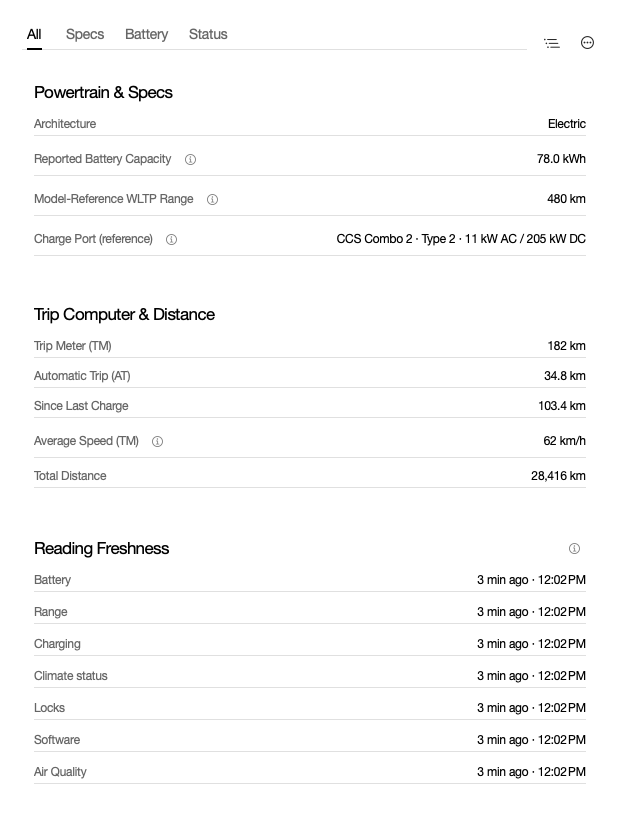 All Specs Battery Status
Powertrain & Specs
Architecture Electric
Reported Battery Capacity 78.0 kWh
Model-Reference WLTP Range 480 km
Charge Port (reference) CCS Combo 2 · Type 2 · 11 kW AC / 205 kW DC
Trip Computer & Distance
Trip Meter (TM) 182 km
Automatic Trip (AT) 34.8 km
Since Last Charge 103.4 km
Average Speed (TM) 62 km/h
Total Distance 28,416 km
Reading Freshness
Battery 3 min ago · 12:02 PM
Range 3 min ago · 12:02 PM
Charging 3 min ago · 12:02 PM
Climate status 3 min ago · 12:02 PM
Locks 3 min ago · 12:02 PM
Software 3 min ago · 12:02 PM
Air Quality 3 min ago · 12:02 PM